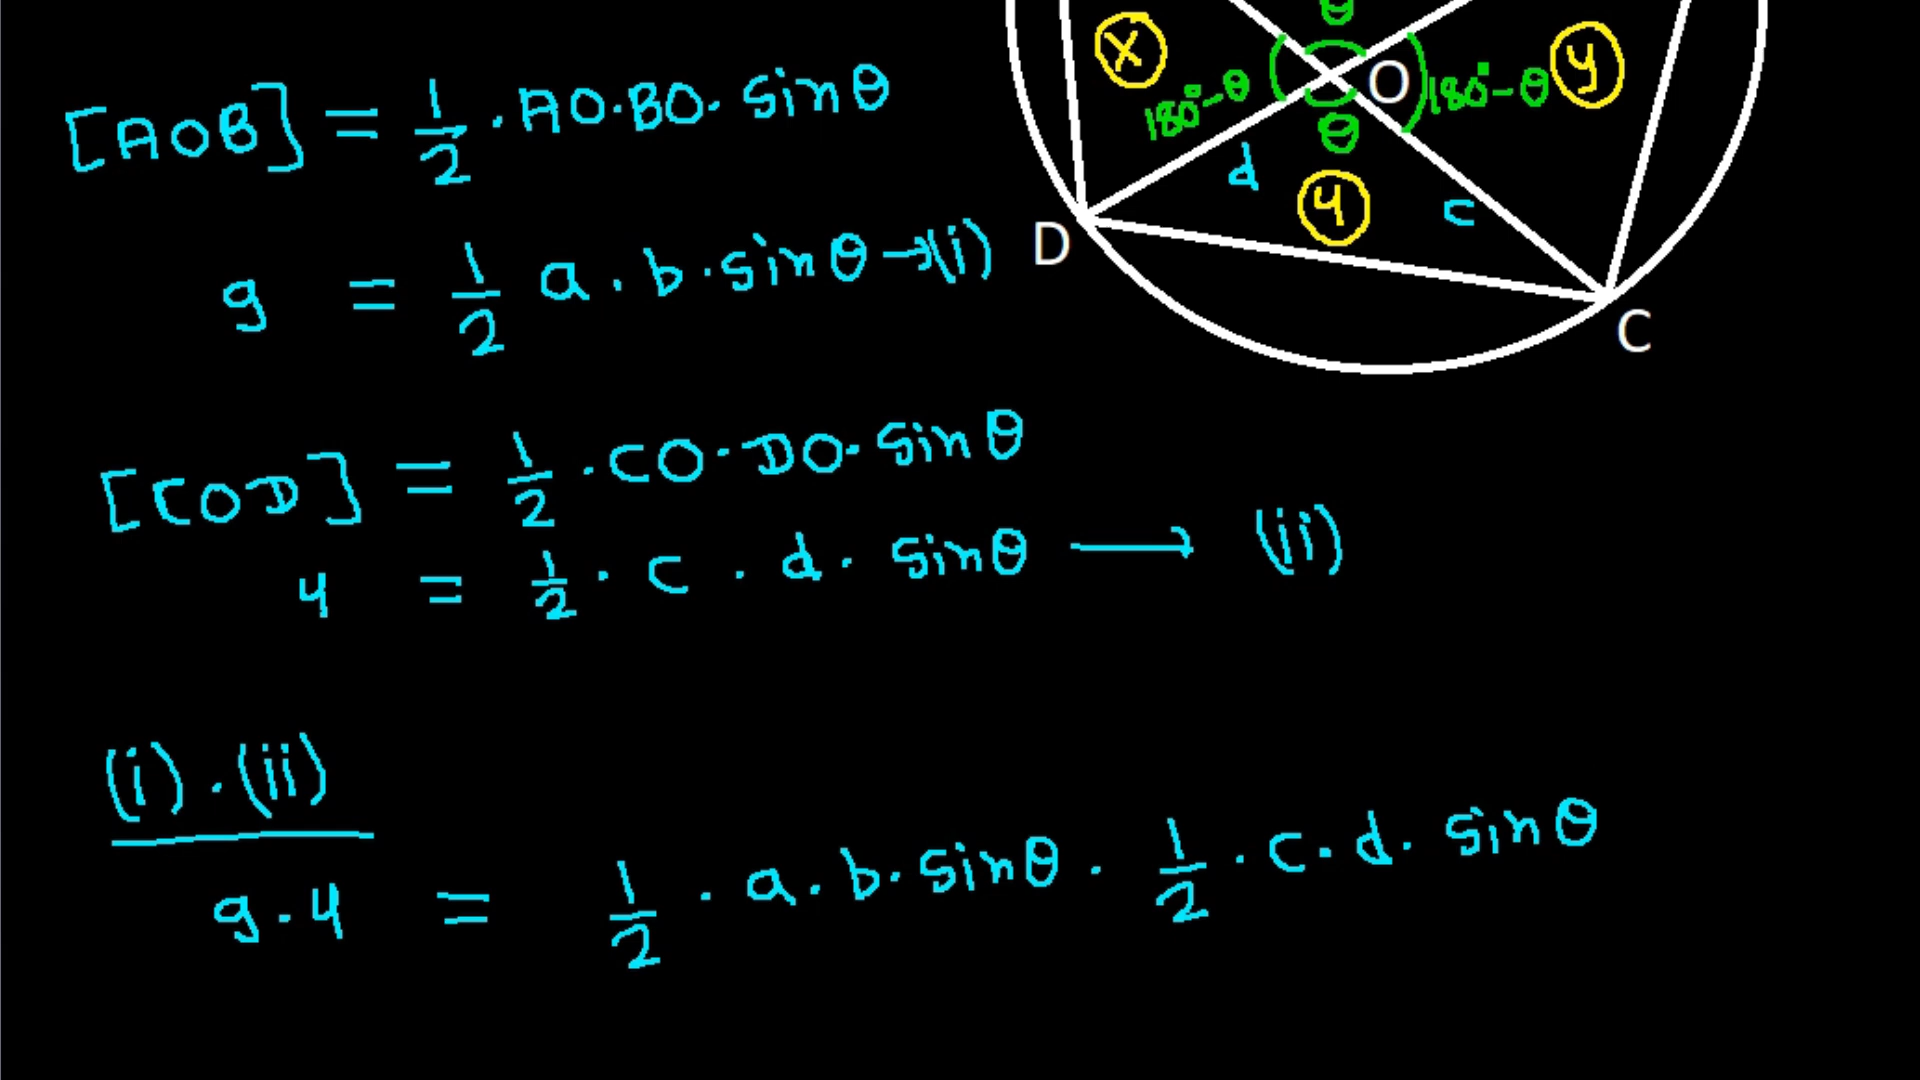 θ
x
y
O
180° - θ
180° - θ
θ
[AOB] = 1/2 · AO · BO · sin θ
d
4
c
D
9 = 1/2 a · b · sin θ → (i)
C
[COD] = 1/2 · CO · DO · sin θ
4 = 1/2 · c · d · sin θ → (ii)
(i) · (ii)
9 · 4 = 1/2 · a · b · sin θ · 1/2 · c · d · sin θ